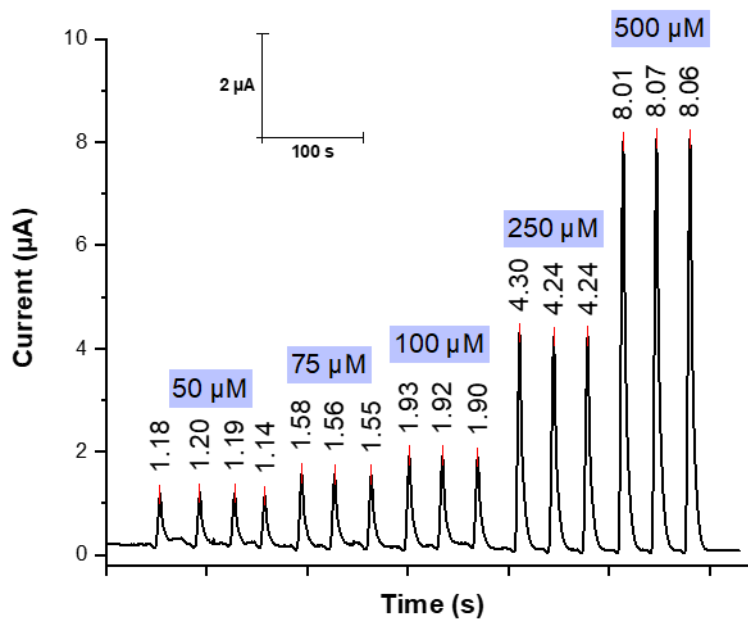 500 µM
10
2 µA
100 s
8.01
8.07
8.06
8
250 µM
6
4.30
4.24
4.24
100 µM
75 µM
50 µM
4
1.18
1.20
1.19
1.14
1.58
1.56
1.55
1.93
1.92
1.90
2
0
Current (µA)
Time (s)